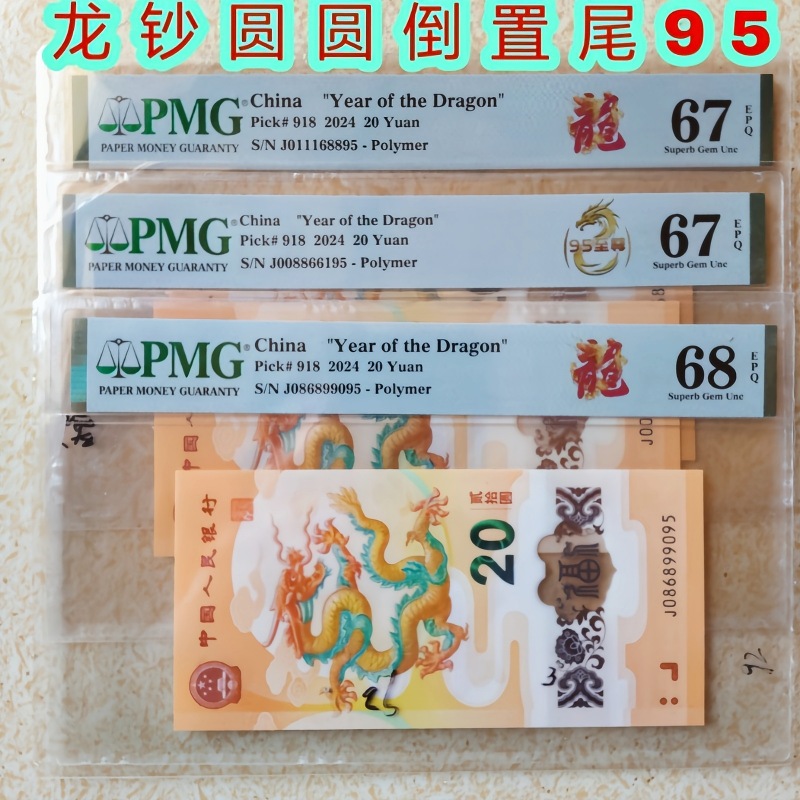 龙钞圆圆倒置尾95
PMG® China "Year of the Dragon"
Pick# 918 2024 20 Yuan
PAPER MONEY GUARANTY S/N J011168895 - Polymer
龍
67 EPQ
Superb Gem Unc
PMG® China "Year of the Dragon"
Pick# 918 2024 20 Yuan
PAPER MONEY GUARANTY S/N J008866195 - Polymer
95至尊
67 EPQ
Superb Gem Unc
PMG® China "Year of the Dragon"
Pick# 918 2024 20 Yuan
PAPER MONEY GUARANTY S/N J086899095 - Polymer
龍
68 EPQ
Superb Gem Unc
中国人民银行
贰拾圆
20
福
J086899095